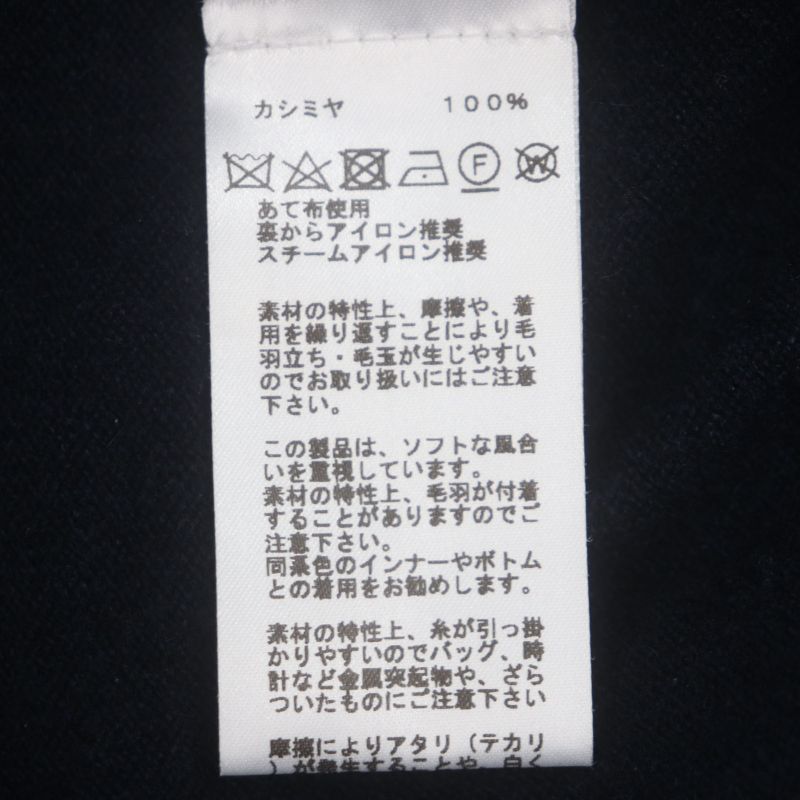 カシミヤ 100%
F W
あて布使用
裏からアイロン推奨
スチームアイロン推奨
素材の特性上、摩擦や、着
用を繰り返すことにより毛
羽立ち・毛玉が生じやすい
のでお取り扱いにはご注意
下さい。
この製品は、ソフトな風合
いを重視しています。
素材の特性上、毛羽が付着
することがありますのでご
注意下さい。
同系色のインナーやボトム
との着用をお勧めします。
素材の特性上、糸が引っ掛
かりやすいのでバッグ、時
計など金属突起物や、ざら
ついたものにご注意下さい
摩擦によりアタリ（テカリ
）が発生することや、白く